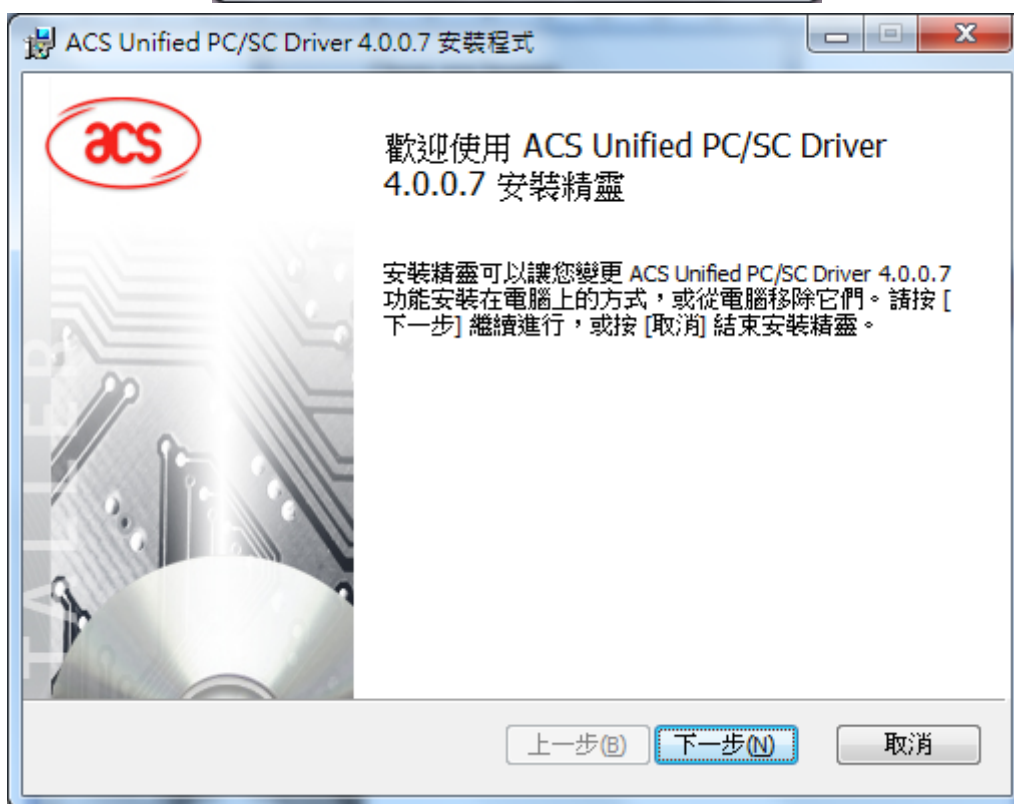 ACS Unified PC/SC Driver 4.0.0.7 安裝程式
acs
歡迎使用 ACS Unified PC/SC Driver
4.0.0.7 安裝精靈
安裝精靈可以讓您變更 ACS Unified PC/SC Driver 4.0.0.7
功能安裝在電腦上的方式，或從電腦移除它們。請按 [
下一步] 繼續進行，或按 [取消] 結束安裝精靈。
上一步(B) 下一步(N) 取消